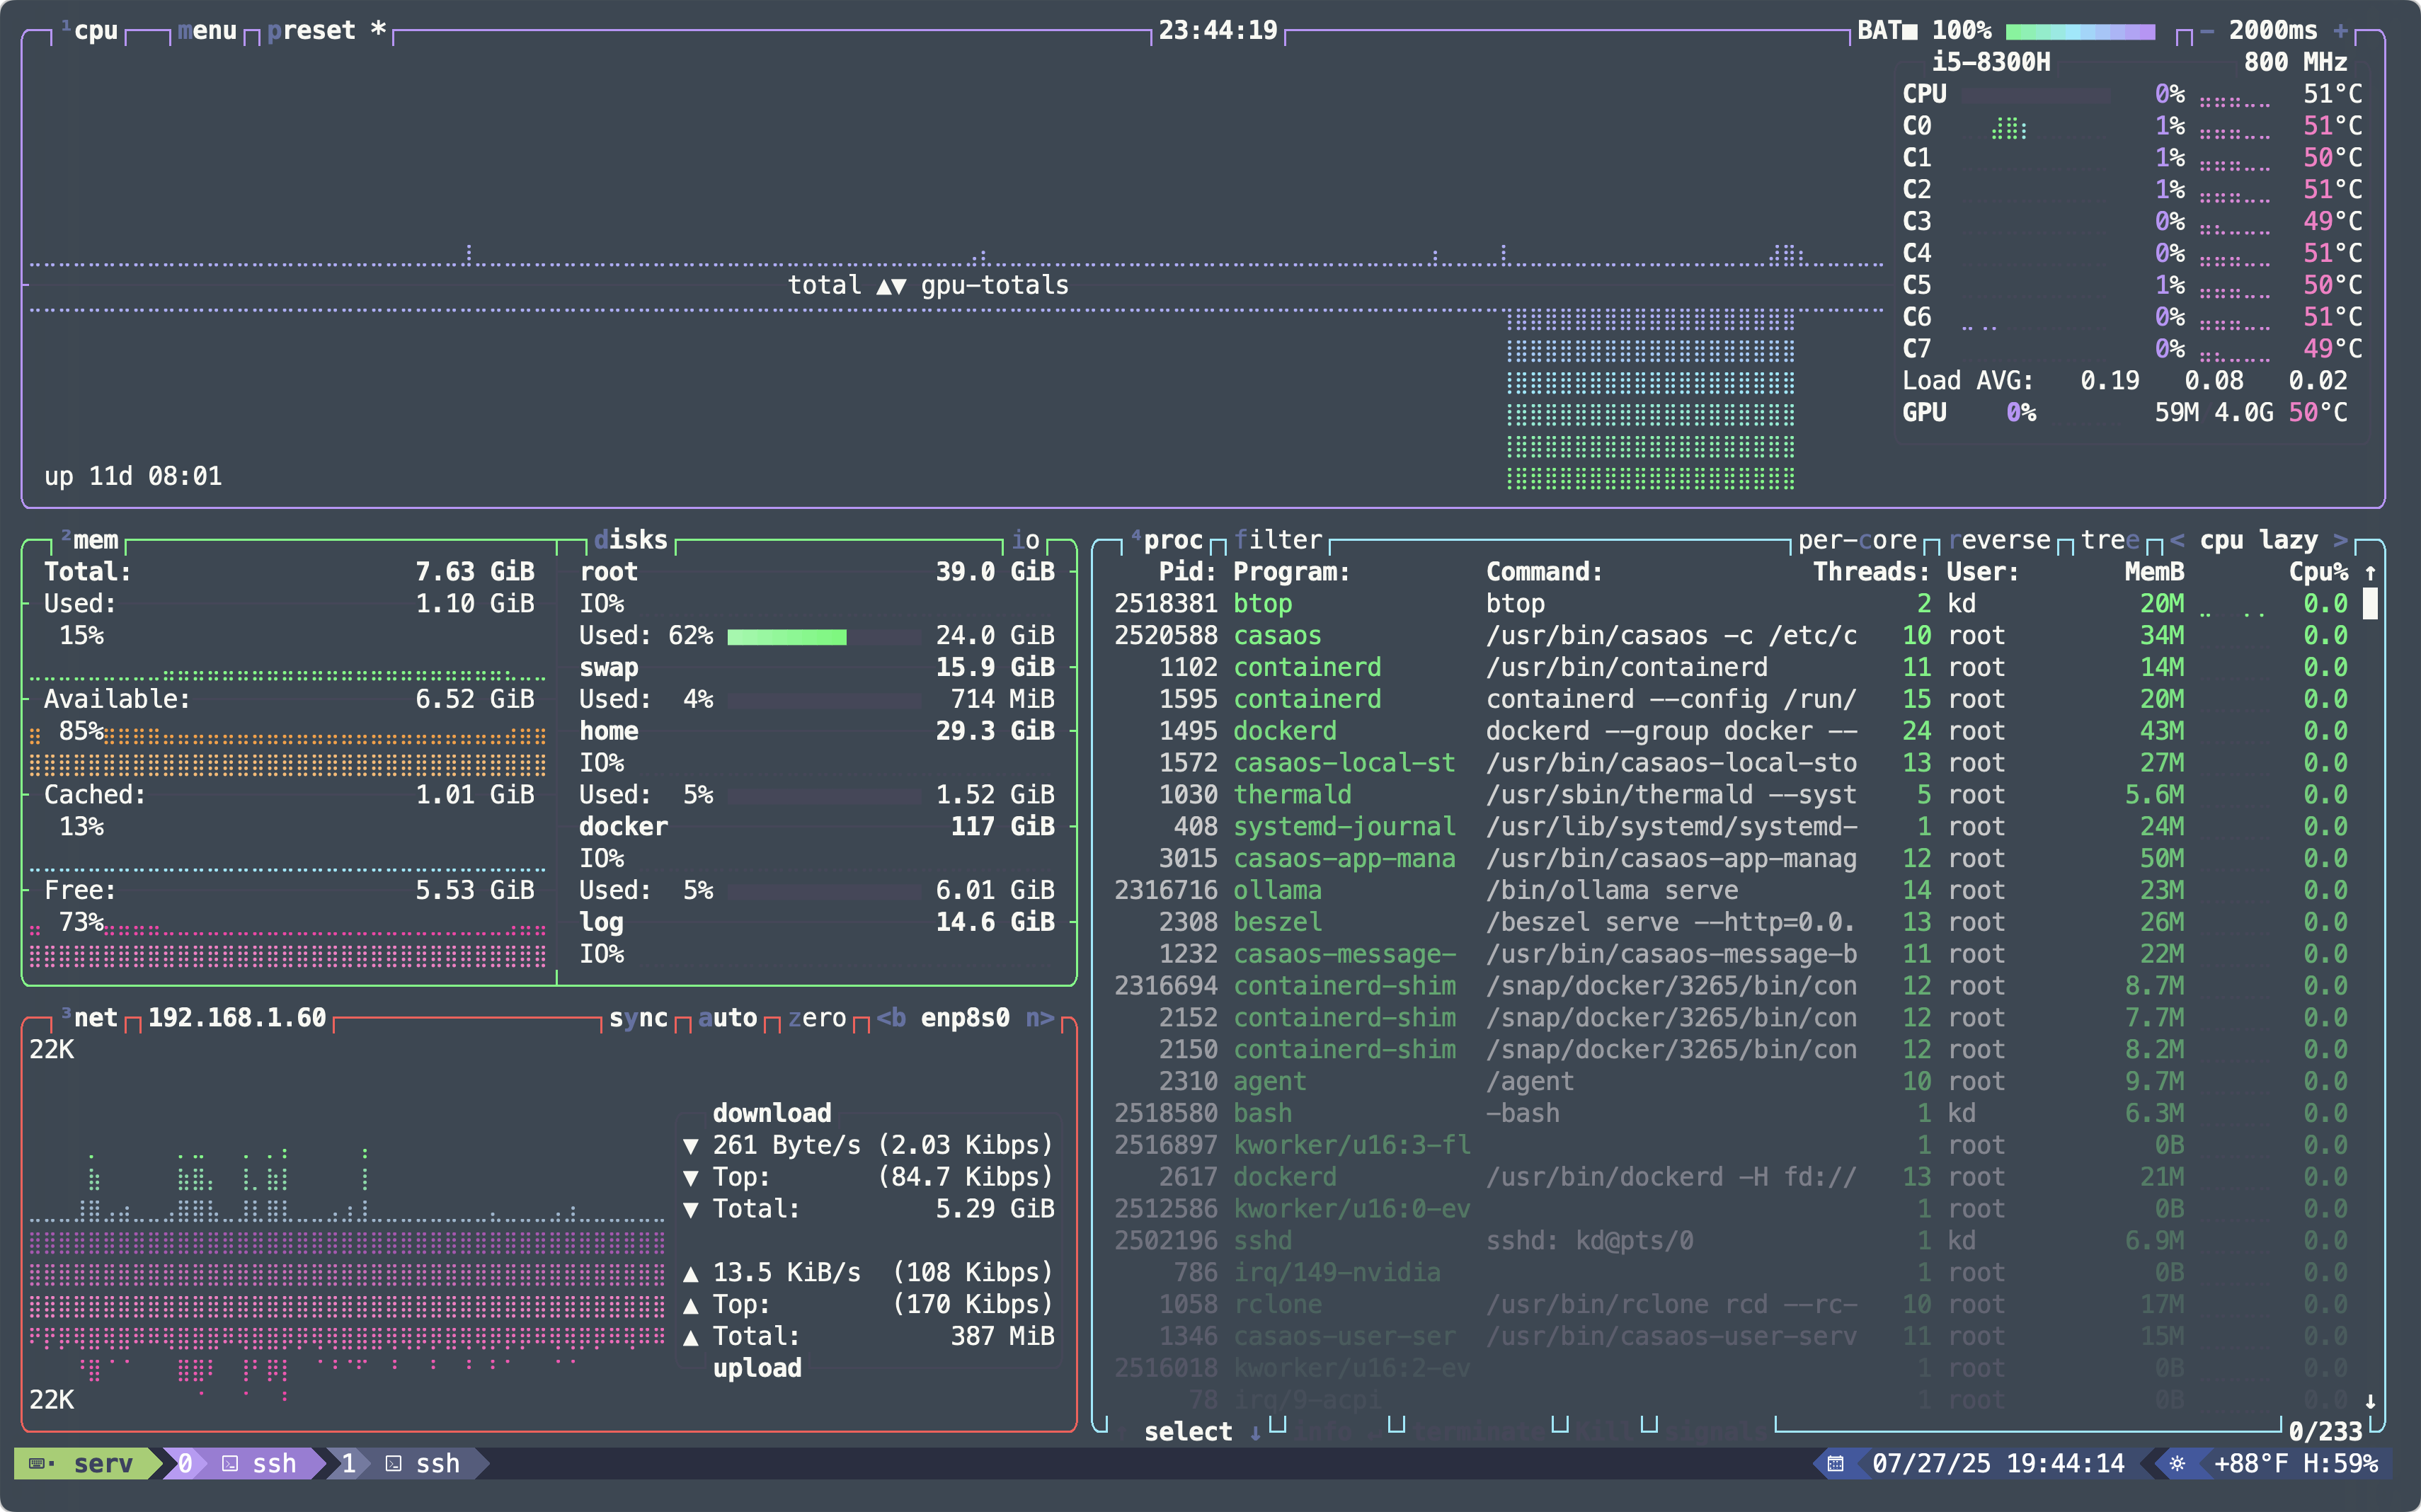 ¹cpu menu preset * 23:44:19 BAT■ 100% - 2000ms +
i5-8300H 800 MHz
CPU 0% 51°C
C0 1% 51°C
C1 1% 50°C
C2 1% 51°C
C3 0% 49°C
C4 0% 51°C
total ▲▼ gpu-totals
C5 1% 50°C
C6 0% 51°C
C7 0% 49°C
Load AVG: 0.19 0.08 0.02
GPU 0% 59M 4.0G 50°C
up 11d 08:01
²mem
Total: 7.63 GiB
Used: 1.10 GiB
15%
Available: 6.52 GiB
85%
Cached: 1.01 GiB
13%
Free: 5.53 GiB
73%
disks io
root 39.0 GiB
IO%
Used: 62% 24.0 GiB
swap 15.9 GiB
Used: 4% 714 MiB
home 29.3 GiB
IO%
Used: 5% 1.52 GiB
docker 117 GiB
IO%
Used: 5% 6.01 GiB
log 14.6 GiB
IO%
³net 192.168.1.60 sync auto zero <b enp8s0 n>
22K
download
▼ 261 Byte/s (2.03 Kibps)
▼ Top: (84.7 Kibps)
▼ Total: 5.29 GiB
▲ 13.5 KiB/s (108 Kibps)
▲ Top: (170 Kibps)
▲ Total: 387 MiB
upload
22K
⁴proc filter per-core reverse tree < cpu lazy >
Pid: Program: Command: Threads: User: MemB Cpu% ↑
2518381 btop btop 2 kd 20M 0.0
2520588 casaos /usr/bin/casaos -c /etc/c 10 root 34M 0.0
1102 containerd /usr/bin/containerd 11 root 14M 0.0
1595 containerd containerd --config /run/ 15 root 20M 0.0
1495 dockerd dockerd --group docker -- 24 root 43M 0.0
1572 casaos-local-st /usr/bin/casaos-local-sto 13 root 27M 0.0
1030 thermald /usr/sbin/thermald --syst 5 root 5.6M 0.0
408 systemd-journal /usr/lib/systemd/systemd- 1 root 24M 0.0
3015 casaos-app-mana /usr/bin/casaos-app-manag 12 root 50M 0.0
2316716 ollama /bin/ollama serve 14 root 23M 0.0
2308 beszel /beszel serve --http=0.0. 13 root 26M 0.0
1232 casaos-message- /usr/bin/casaos-message-b 11 root 22M 0.0
2316694 containerd-shim /snap/docker/3265/bin/con 12 root 8.7M 0.0
2152 containerd-shim /snap/docker/3265/bin/con 12 root 7.7M 0.0
2150 containerd-shim /snap/docker/3265/bin/con 12 root 8.2M 0.0
2310 agent /agent 10 root 9.7M 0.0
2518580 bash -bash 1 kd 6.3M 0.0
2516897 kworker/u16:3-fl 1 root 0B 0.0
2617 dockerd /usr/bin/dockerd -H fd:// 13 root 21M 0.0
2512586 kworker/u16:0-ev 1 root 0B 0.0
2502196 sshd sshd: kd@pts/0 1 kd 6.9M 0.0
786 irq/149-nvidia 1 root 0B 0.0
1058 rclone /usr/bin/rclone rcd --rc- 10 root 17M 0.0
1346 casaos-user-ser /usr/bin/casaos-user-serv 11 root 15M 0.0
2516018 kworker/u16:2-ev 1 root 0B 0.0
78 irq/9-acpi 1 root 0B 0.0 ↓
select ↓ info terminate kill signals 0/233
serv 0 ssh 1 ssh 07/27/25 19:44:14 +88°F H:59%